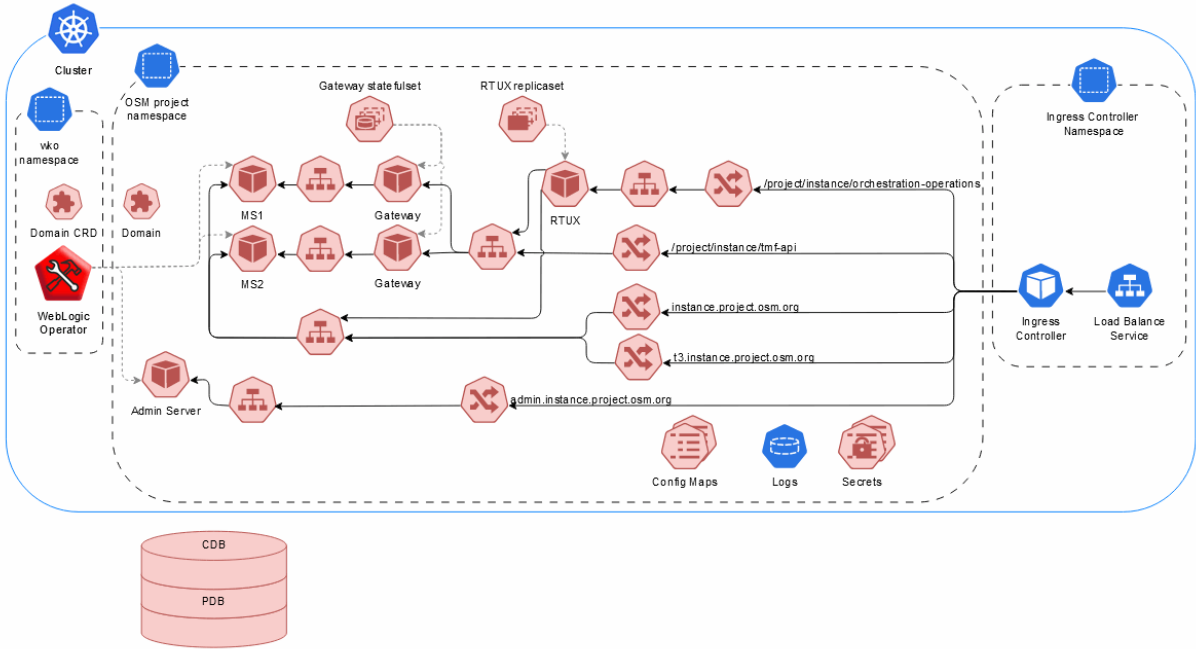 Cluster
OSM project
namespace
wko
namespace
Gateway statefulset
RTUX replicaset
Ingress Controller
Namespace
/project/instance/orchestration-operations
MS1
Gateway
RTUX
Domain CRD
Domain
/project/instance/tmf-api
MS2
Gateway
WebLogic
Operator
instance.project.osm.org
Ingress
Controller
Load Balance
Service
t3.instance.project.osm.org
Admin Server
admin.instance.project.osm.org
Config Maps
Logs
Secrets
CDB
PDB